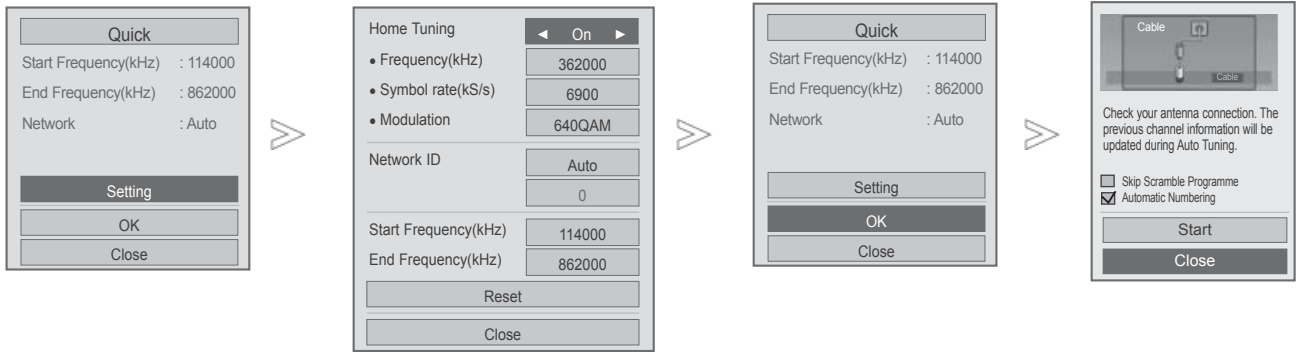 Quick
Start Frequency(kHz) : 114000
End Frequency(kHz) : 862000
Network : Auto
Setting
OK
Close
Home Tuning ◄ On ►
• Frequency(kHz) 362000
• Symbol rate(kS/s) 6900
• Modulation 640QAM
Network ID Auto
0
Start Frequency(kHz) 114000
End Frequency(kHz) 862000
Reset
Close
Quick
Start Frequency(kHz) : 114000
End Frequency(kHz) : 862000
Network : Auto
Setting
OK
Close
Cable
Cable
Check your antenna connection. The
previous channel information will be
updated during Auto Tuning.
Skip Scramble Programme
Automatic Numbering
Start
Close